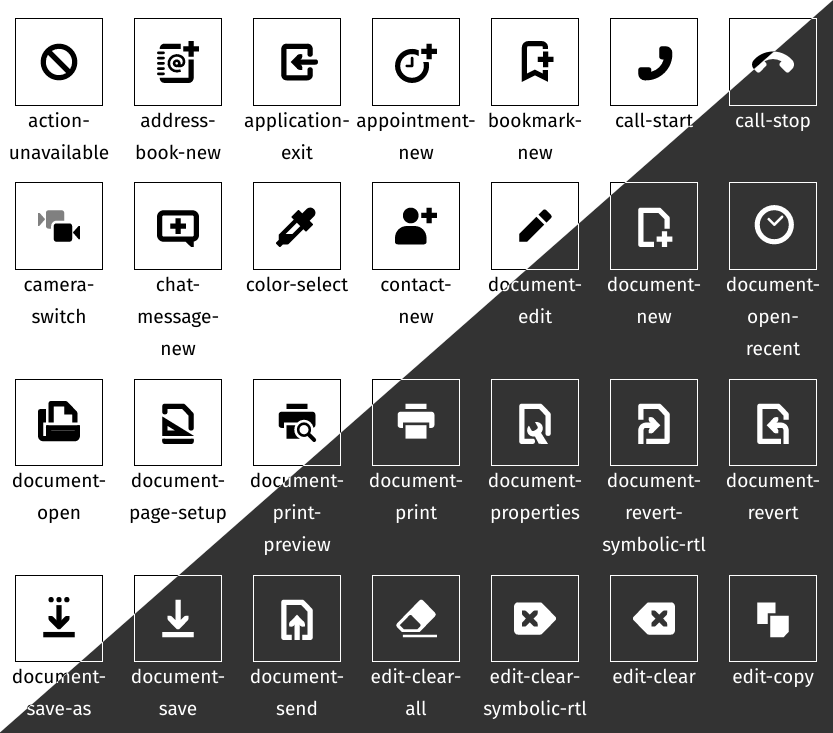 action-
unavailable
address-
book-new
application-
exit
appointment-
new
bookmark-
new
call-start
call-stop
camera-
switch
chat-
message-
new
color-select
contact-
new
document-
edit
document-
new
document-
open-
recent
document-
open
document-
page-setup
document-
print-
preview
document-
print
document-
properties
document-
revert-
symbolic-rtl
document-
revert
document-
save-as
document-
save
document-
send
edit-clear-
all
edit-clear-
symbolic-rtl
edit-clear
edit-copy